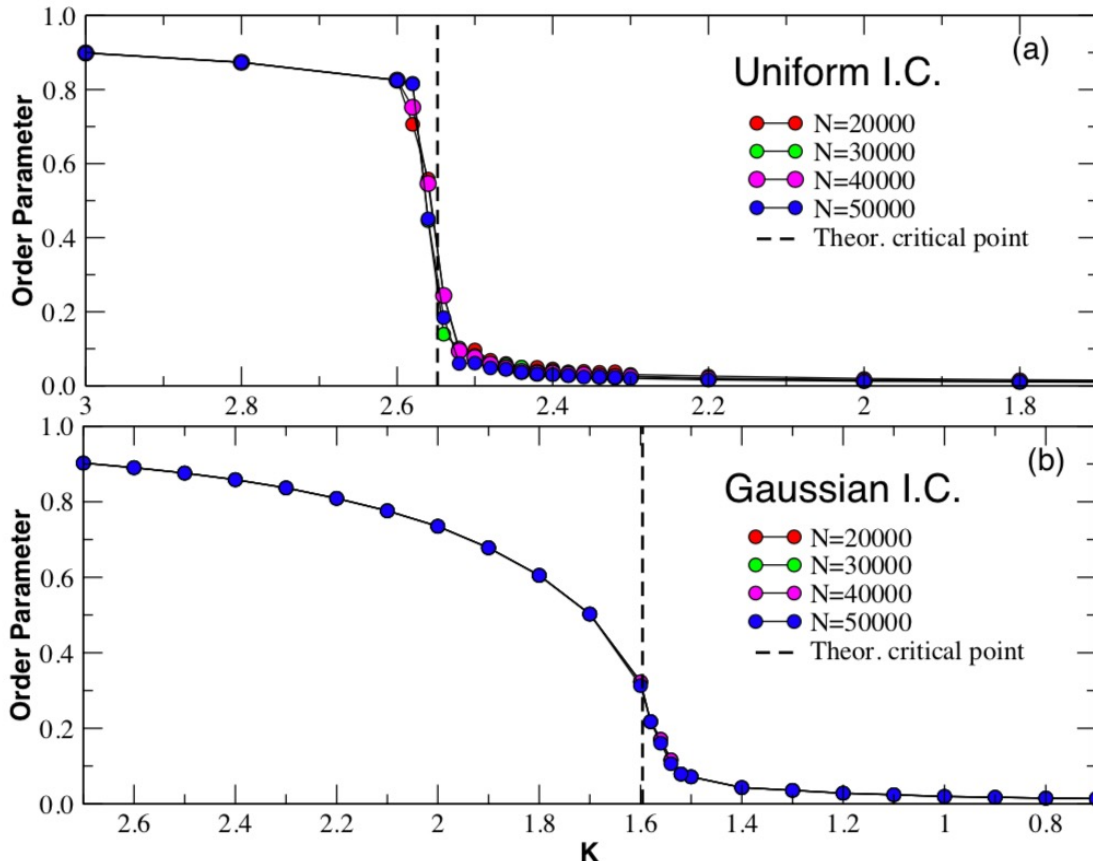 1.0
(a)
Uniform I.C.
0.8
N=20000
N=30000
0.6
N=40000
N=50000
0.4
Theor. critical point
0.2
0.0
Order Parameter
3 2.8 2.6 2.4 2.2 2 1.8
1.0
(b)
Gaussian I.C.
0.8
N=20000
N=30000
0.6
N=40000
N=50000
Theor. critical point
0.4
0.2
0.0
Order Parameter
2.6 2.4 2.2 2 1.8 1.6 1.4 1.2 1 0.8
K